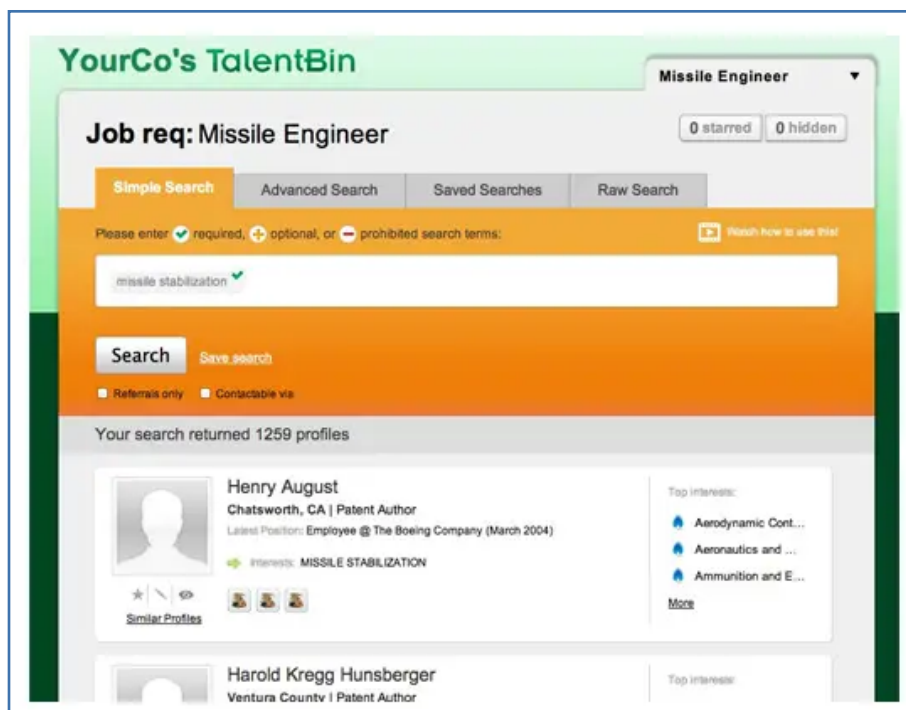 YourCo's TalentBin
Missile Engineer
Job req: Missile Engineer
0 starred 0 hidden
Simple Search Advanced Search Saved Searches Raw Search
Please enter required, optional, or prohibited search terms:
Watch how to use this!
missile stabilization
Search Save search
Referrals only Contactable via
Your search returned 1259 profiles
Henry August
Chatsworth, CA | Patent Author
Latest Position: Employee @ The Boeing Company (March 2004)
Interests: MISSILE STABILIZATION
Similar Profiles
Top interests:
Aerodynamic Cont...
Aeronautics and ...
Ammunition and E...
More
Harold Kregg Hunsberger
Ventura County | Patent Author
Top interests: